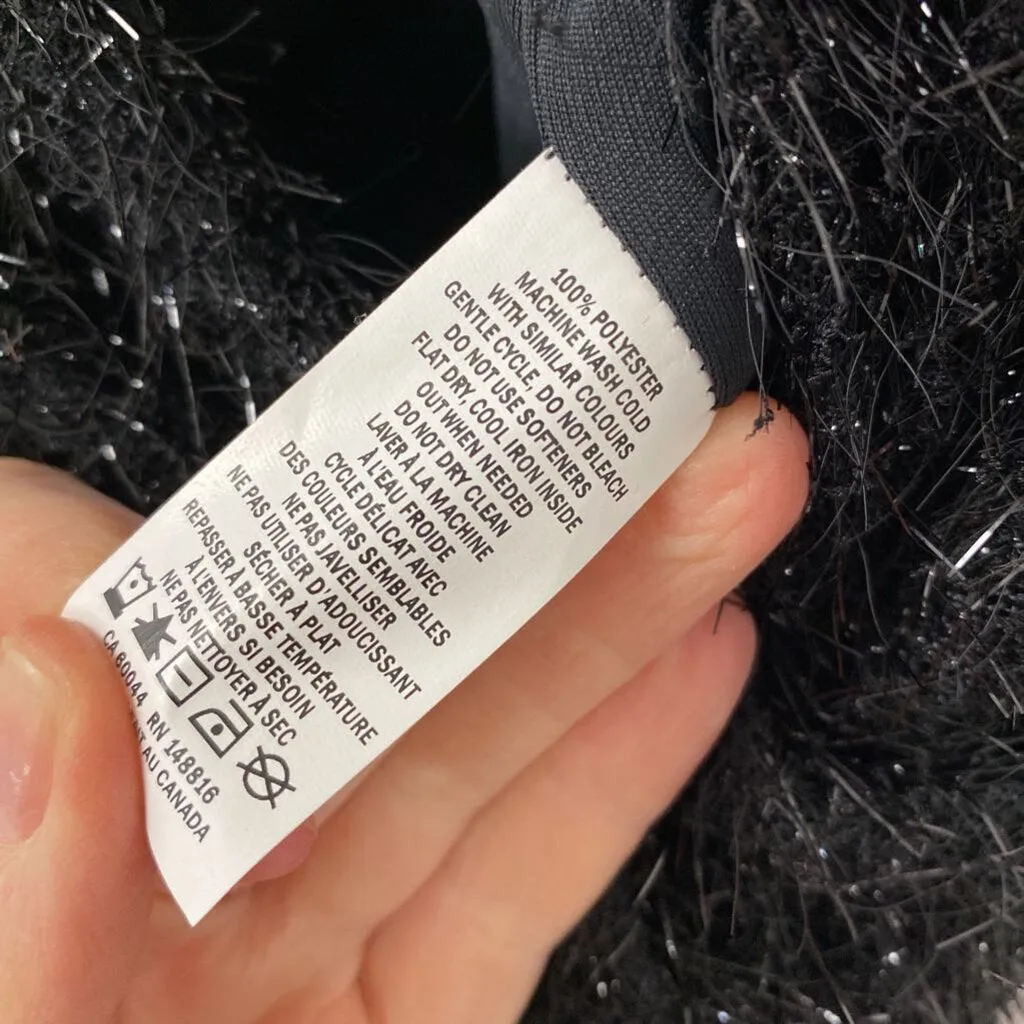 100% POLYESTER
MACHINE WASH COLD
WITH SIMILAR COLOURS
GENTLE CYCLE, DO NOT BLEACH
DO NOT USE SOFTENERS
FLAT DRY, COOL IRON INSIDE
OUT WHEN NEEDED
DO NOT DRY CLEAN
LAVER À LA MACHINE
À L'EAU FROIDE
CYCLE DÉLICAT AVEC
DES COULEURS SEMBLABLES
NE PAS JAVELLISER
NE PAS UTILISER D'ADOUCISSANT
SÉCHER À PLAT
REPASSER À BASSE TEMPÉRATURE
À L'ENVERS SI BESOIN
NE PAS NETTOYER À SEC
CA 60044 RN 148816
AU CANADA